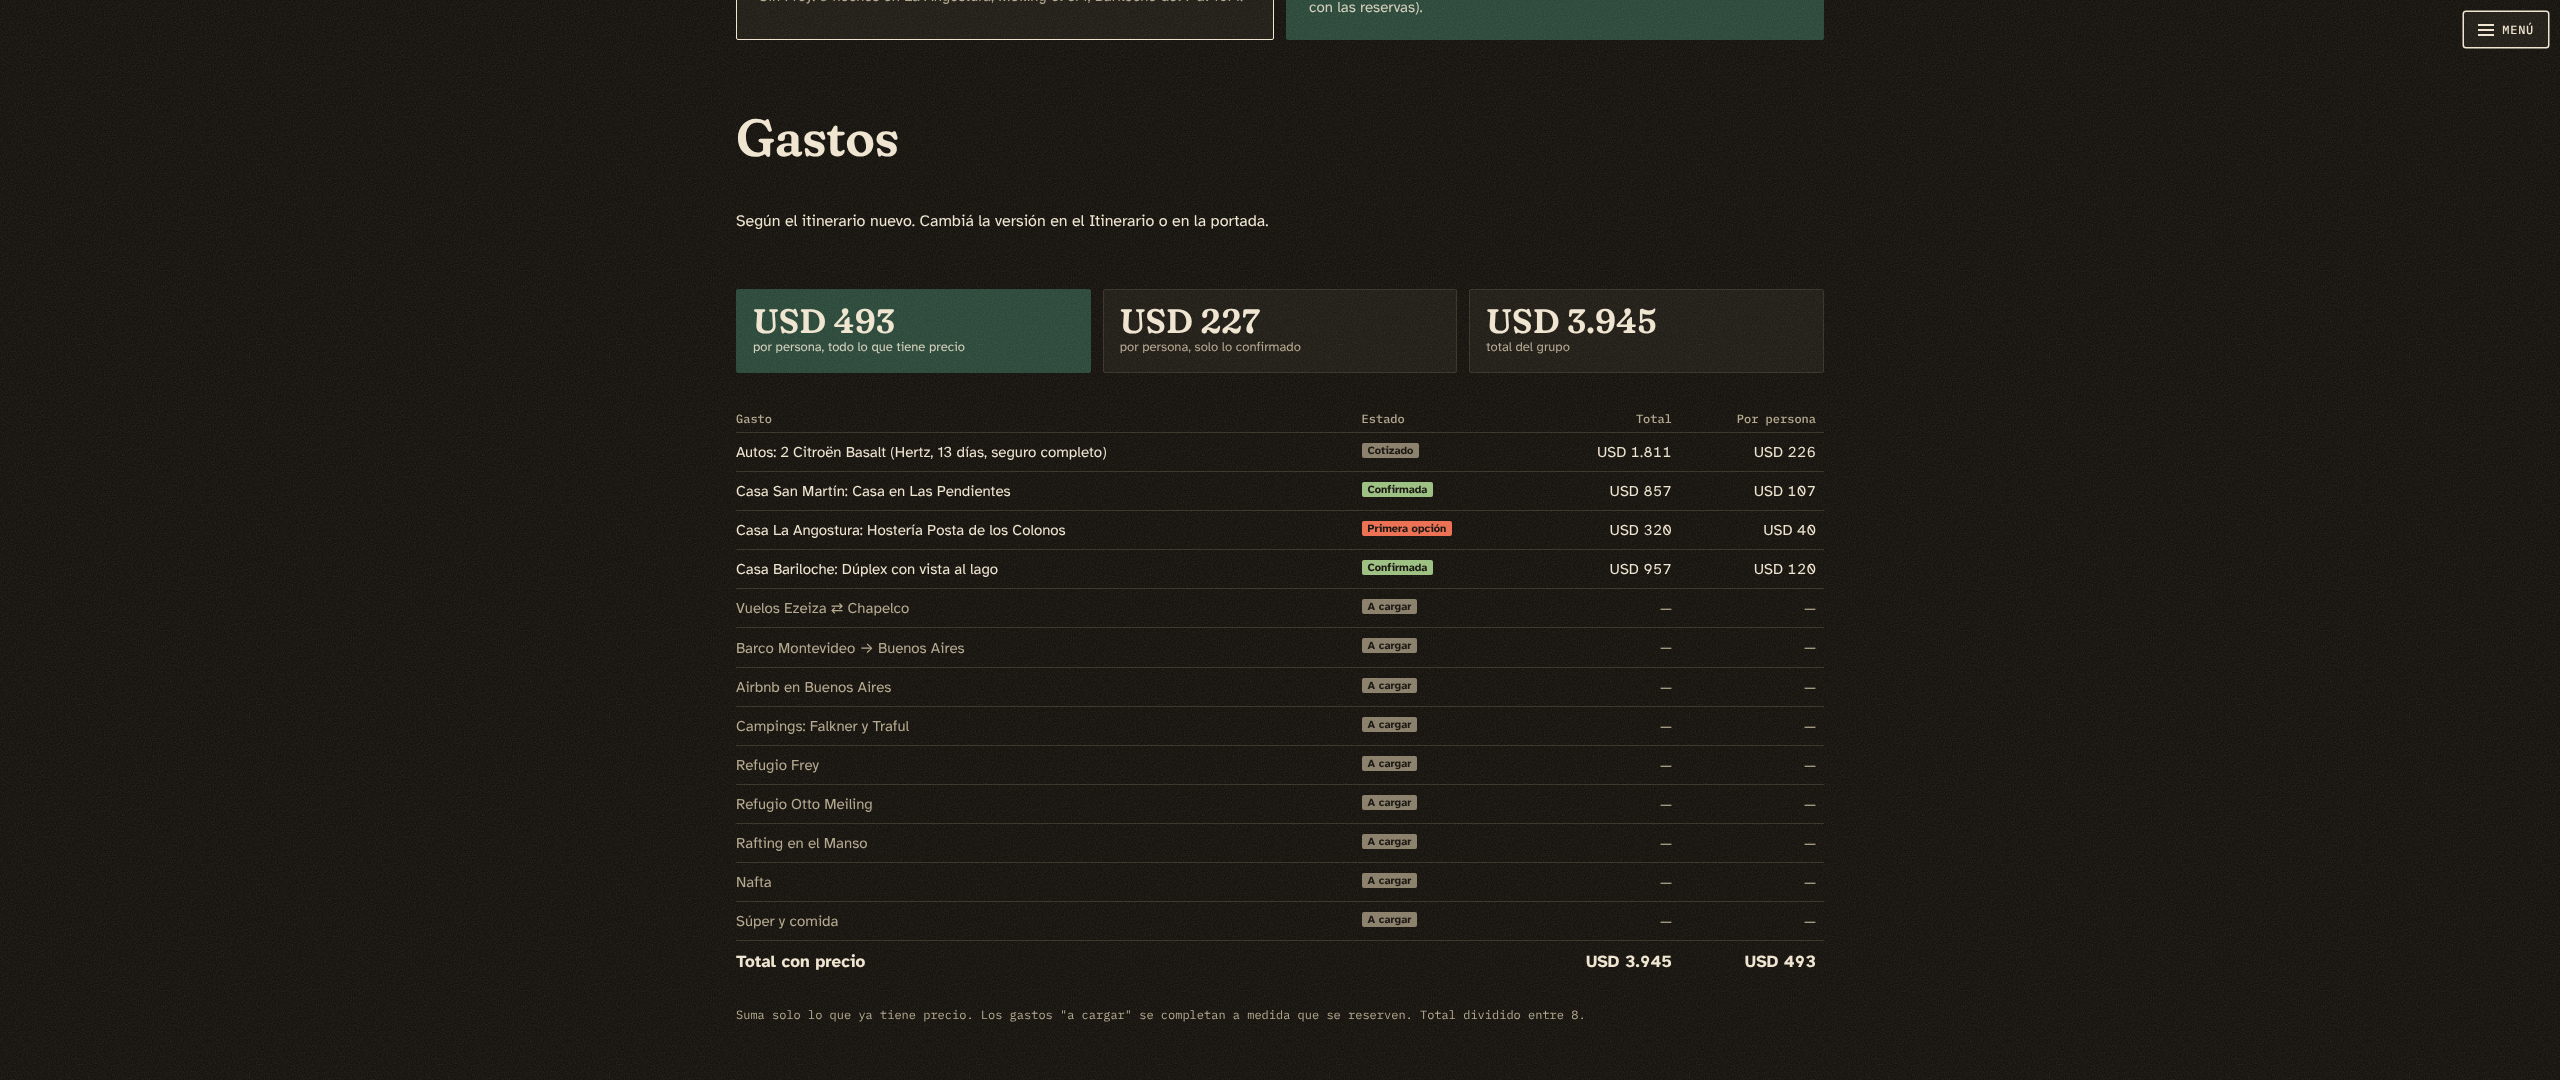 con las reservas).
MENÚ
Gastos
Según el itinerario nuevo. Cambiá la versión en el Itinerario o en la portada.
USD 493
por persona, todo lo que tiene precio
USD 227
por persona, solo lo confirmado
USD 3.945
total del grupo
Gasto Estado Total Por persona
Autos: 2 Citroën Basalt (Hertz, 13 días, seguro completo) Cotizado USD 1.811 USD 226
Casa San Martín: Casa en Las Pendientes Confirmada USD 857 USD 107
Casa La Angostura: Hostería Posta de los Colonos Primera opción USD 320 USD 40
Casa Bariloche: Dúplex con vista al lago Confirmada USD 957 USD 120
Vuelos Ezeiza ⇄ Chapelco A cargar — —
Barco Montevideo → Buenos Aires A cargar — —
Airbnb en Buenos Aires A cargar — —
Campings: Falkner y Traful A cargar — —
Refugio Frey A cargar — —
Refugio Otto Meiling A cargar — —
Rafting en el Manso A cargar — —
Nafta A cargar — —
Súper y comida A cargar — —
Total con precio USD 3.945 USD 493
Suma solo lo que ya tiene precio. Los gastos "a cargar" se completan a medida que se reserven. Total dividido entre 8.